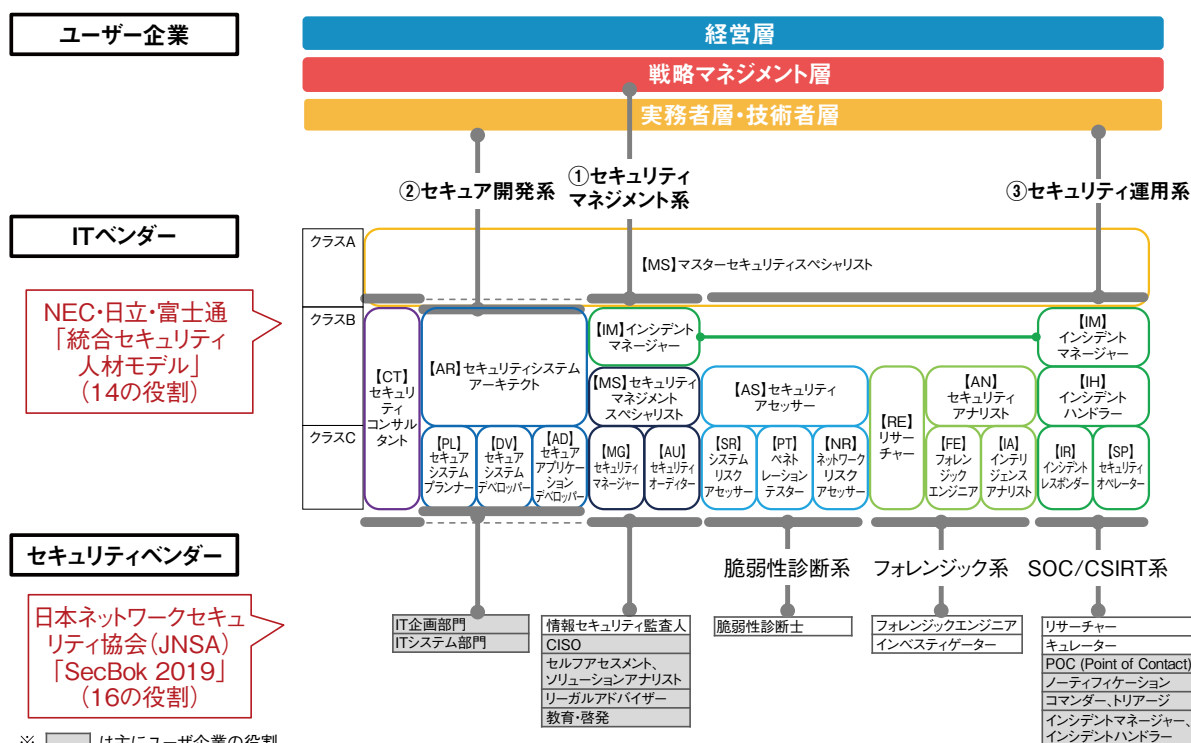 ユーザー企業
経営層
戦略マネジメント層
実務者層・技術者層
②セキュア開発系
①セキュリティ
マネジメント系
③セキュリティ運用系
ITベンダー
NEC・日立・富士通
「統合セキュリティ
人材モデル」
(14の役割)
クラスA
【MS】マスターセキュリティスペシャリスト
クラスB
【CT】
セキュリ
ティ
コンサル
タント
【AR】セキュリティシステム
アーキテクト
【IM】インシデント
マネージャー
【MS】セキュリティ
マネジメント
スペシャリスト
【AS】セキュリティ
アセッサー
【RE】
リサー
チャー
【AN】
セキュリティ
アナリスト
【IM】
インシデント
マネージャー
【IH】
インシデント
ハンドラー
クラスC
【PL】
セキュア
システム
プランナー
【DV】
セキュア
システム
デベロッパー
【AD】
セキュア
アプリケー
ション
デベロッパー
【MG】
セキュリティ
マネージャー
【AU】
セキュリティ
オーディター
【SR】
システム
リスク
アセッサー
【PT】
ペネト
レーション
テスター
【NR】
ネットワーク
リスク
アセッサー
【FE】
フォレン
ジック
エンジニア
【IA】
インテリ
ジェンス
アナリスト
【IR】
インシデント
レスポンダー
【SP】
セキュリティ
オペレーター
セキュリティベンダー
日本ネットワークセキュ
リティ協会(JNSA)
「SecBok 2019」
(16の役割)
脆弱性診断系
フォレンジック系
SOC/CSIRT系
IT企画部門
ITシステム部門
情報セキュリティ監査人
CISO
セルフアセスメント、
ソリューションアナリスト
リーガルアドバイザー
教育・啓発
脆弱性診断士
フォレンジックエンジニア
インベスティゲーター
リサーチャー
キュレーター
POC (Point of Contact)
ノーティフィケーション
コマンダー、トリアージ
インシデントマネージャー、
インシデントハンドラー
※ は主にユーザ企業の役割